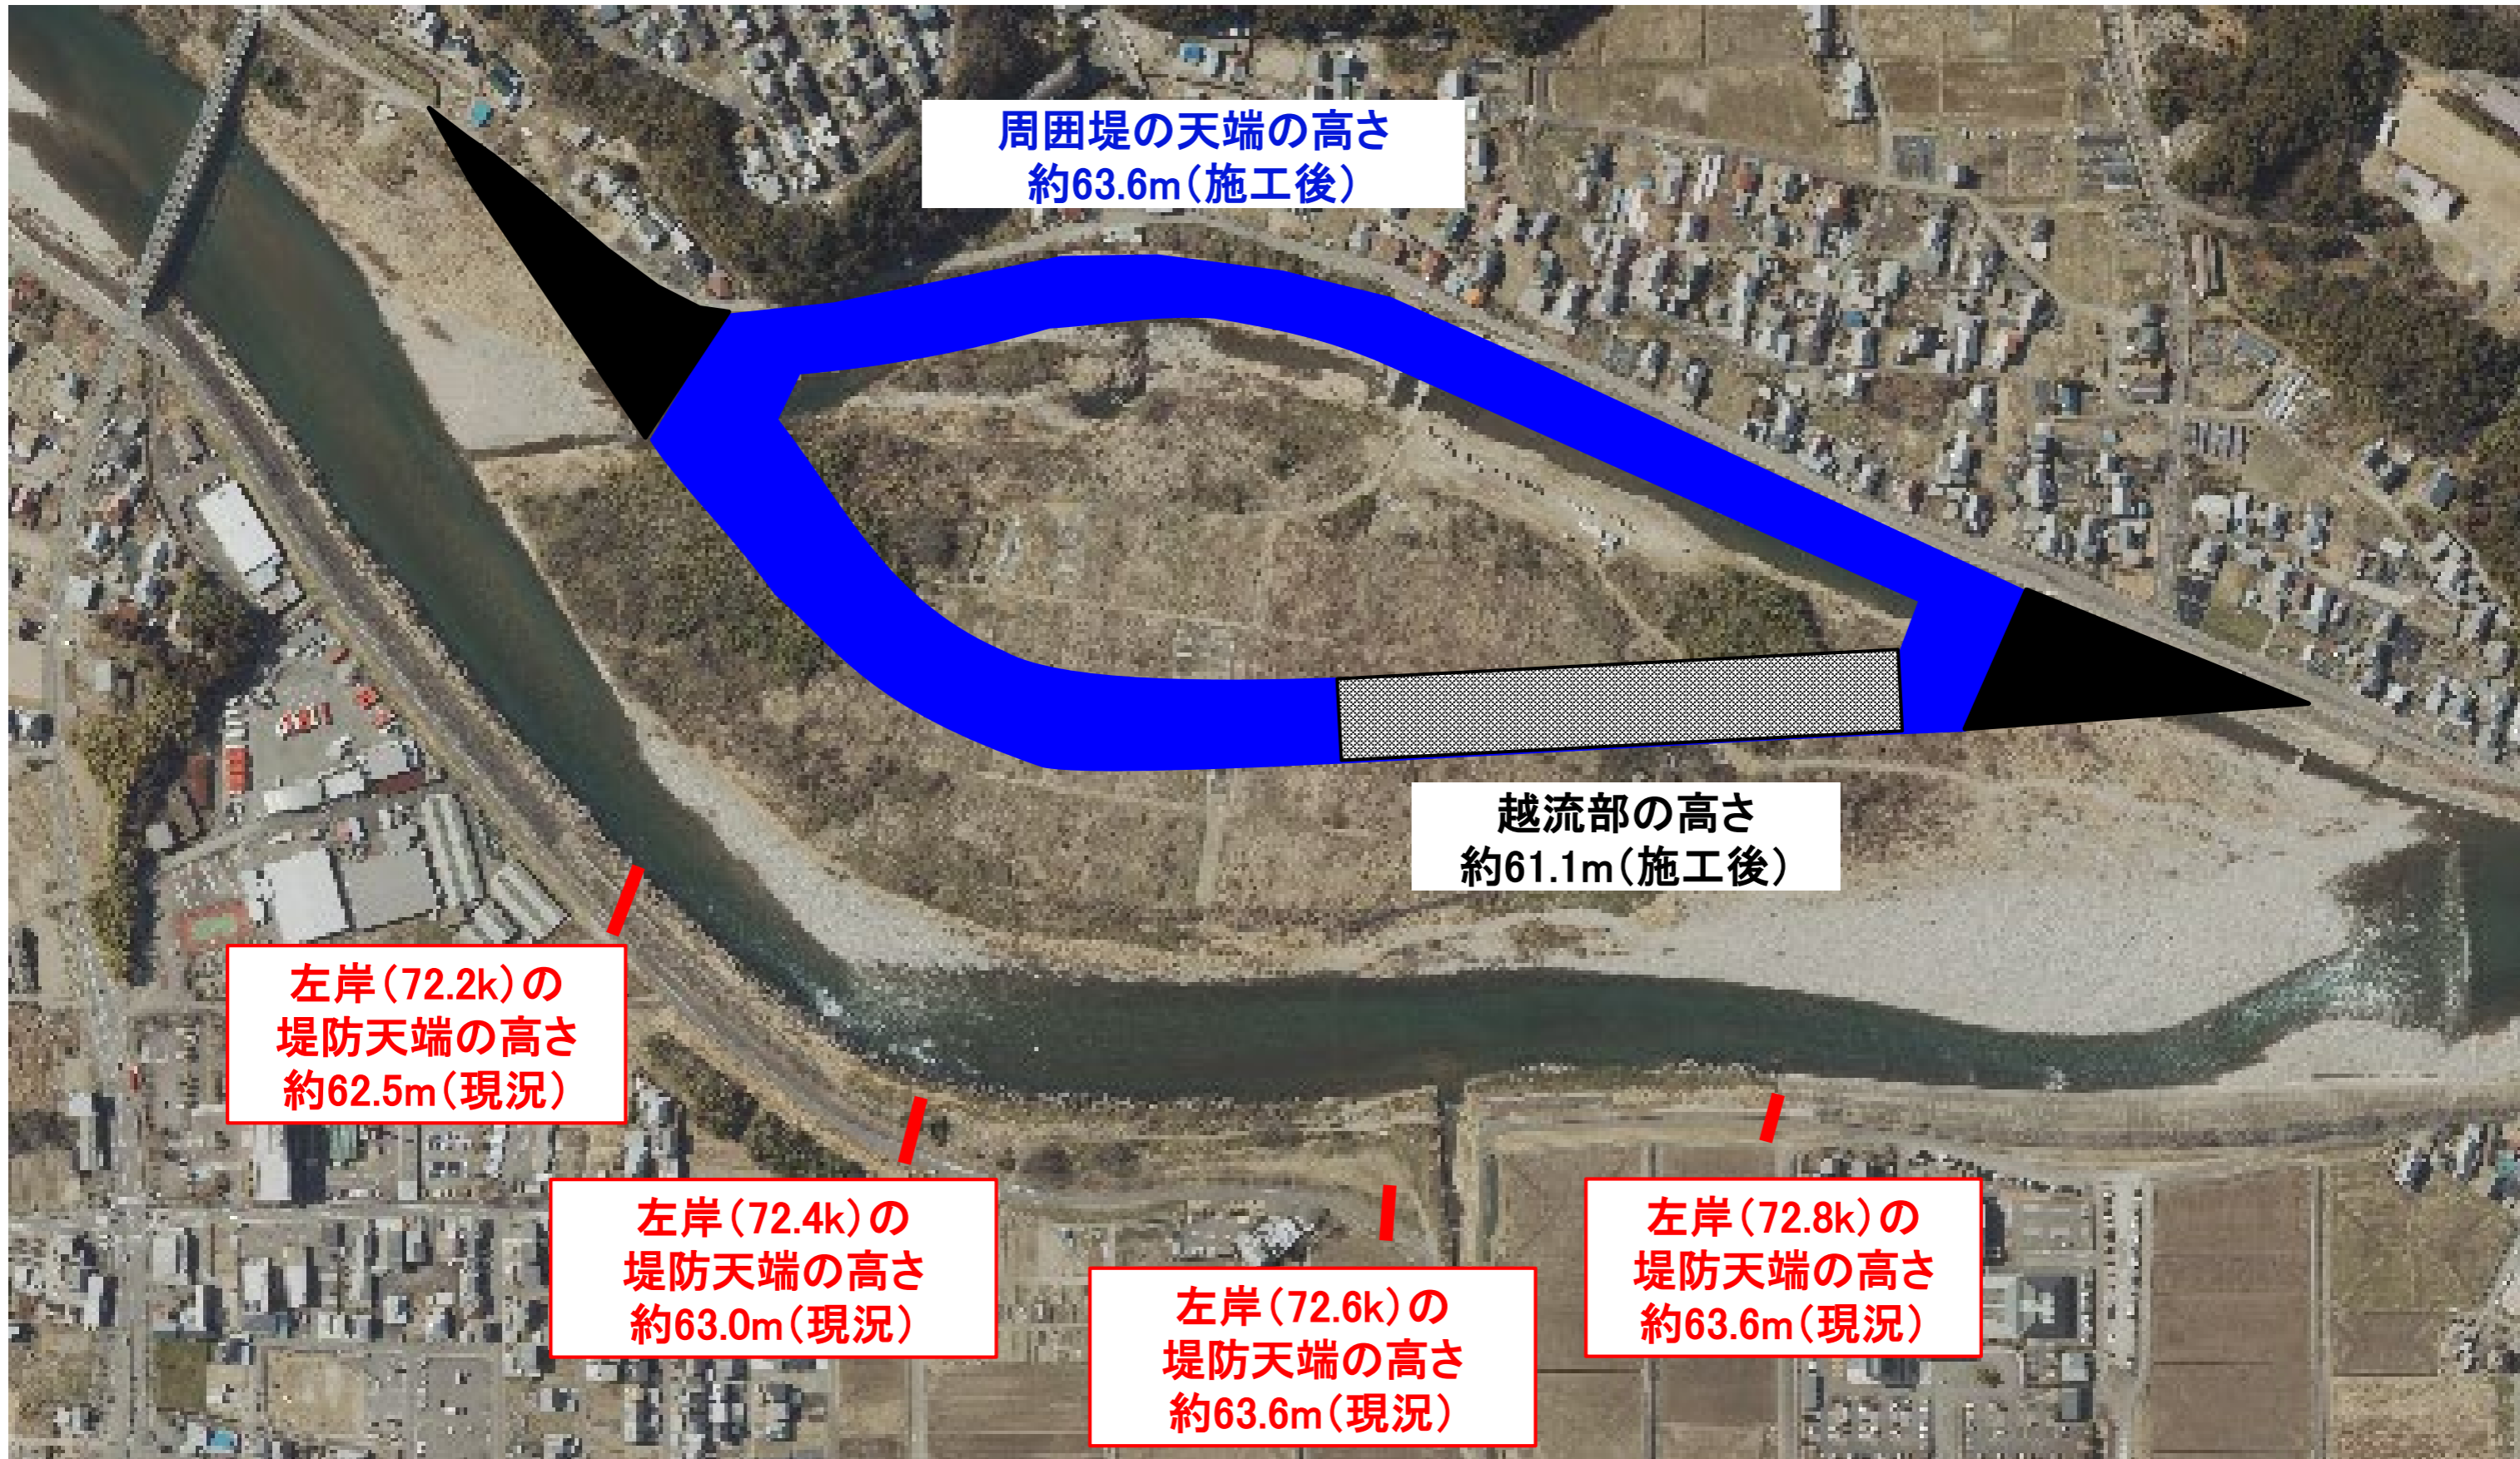 周囲堤の天端の高さ
約63.6m（施工後）
越流部の高さ
約61.1m（施工後）
左岸（72.2k）の
堤防天端の高さ
約62.5m（現況）
左岸（72.4k）の
堤防天端の高さ
約63.0m（現況）
左岸（72.6k）の
堤防天端の高さ
約63.6m（現況）
左岸（72.8k）の
堤防天端の高さ
約63.6m（現況）